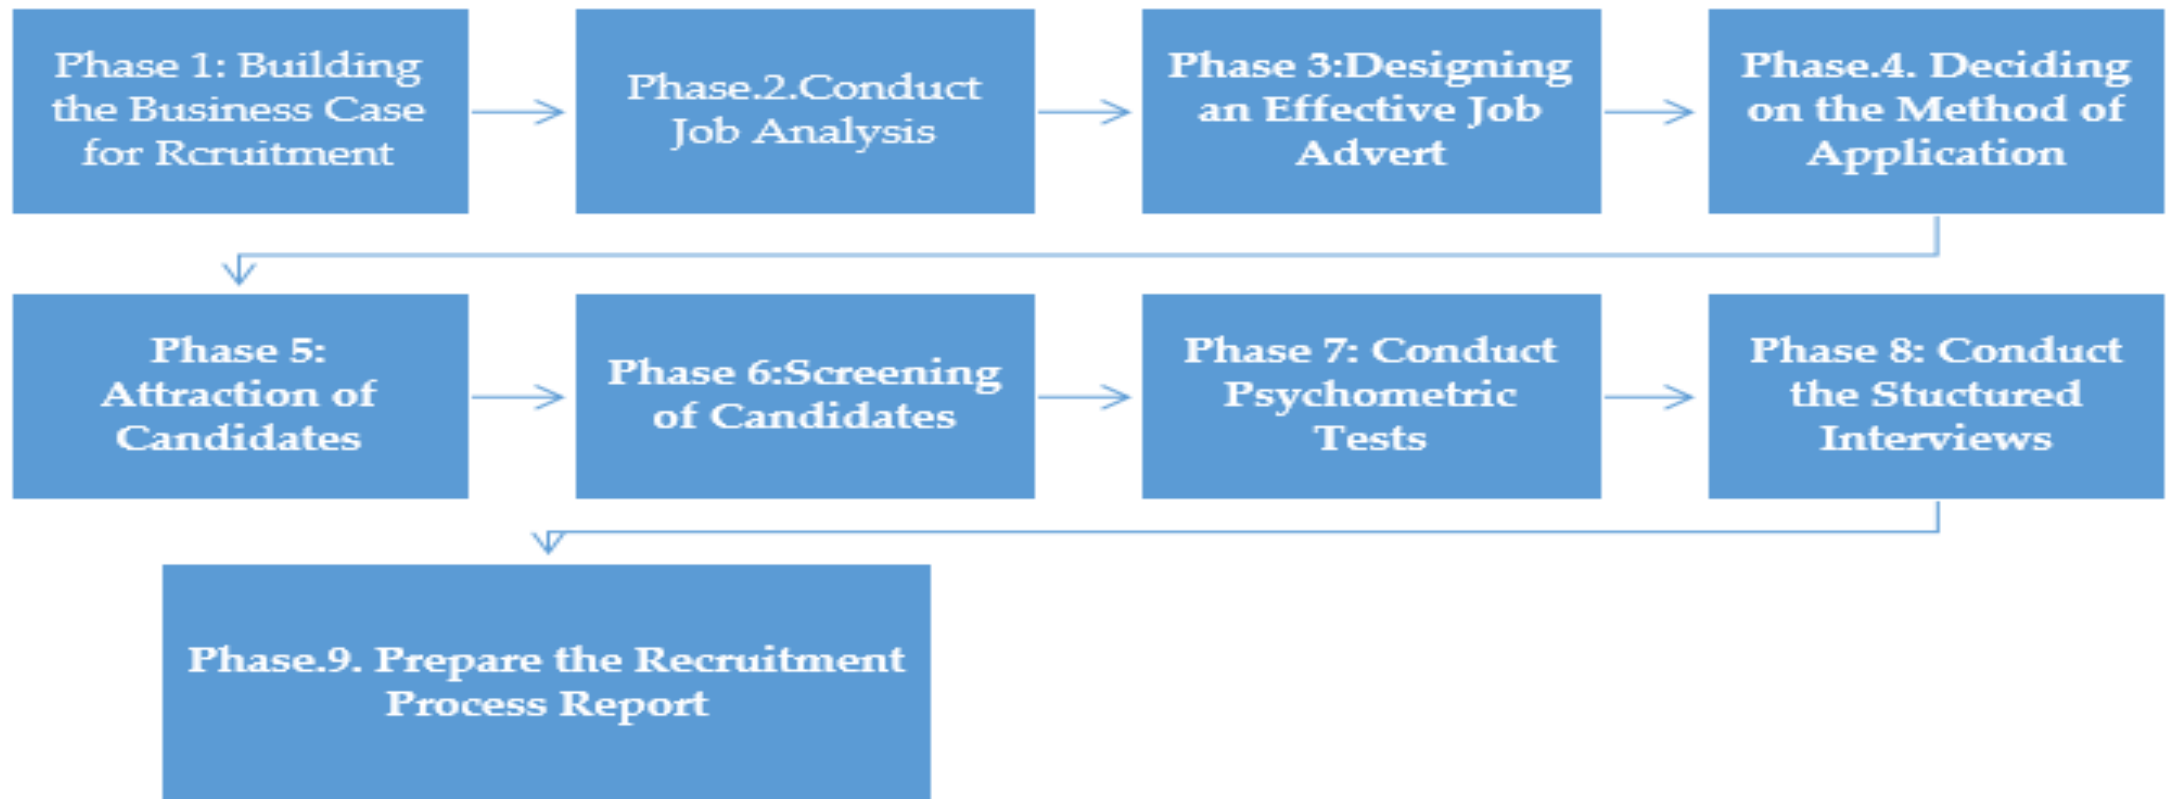 Phase 1: Building
the Business Case
for Rcruitment
Phase.2.Conduct
Job Analysis
Phase 3:Designing
an Effective Job
Advert
Phase.4. Deciding
on the Method of
Application
Phase 5:
Attraction of
Candidates
Phase 6:Screening
of Candidates
Phase 7: Conduct
Psychometric
Tests
Phase 8: Conduct
the Stuctured
Interviews
Phase.9. Prepare the Recruitment
Process Report